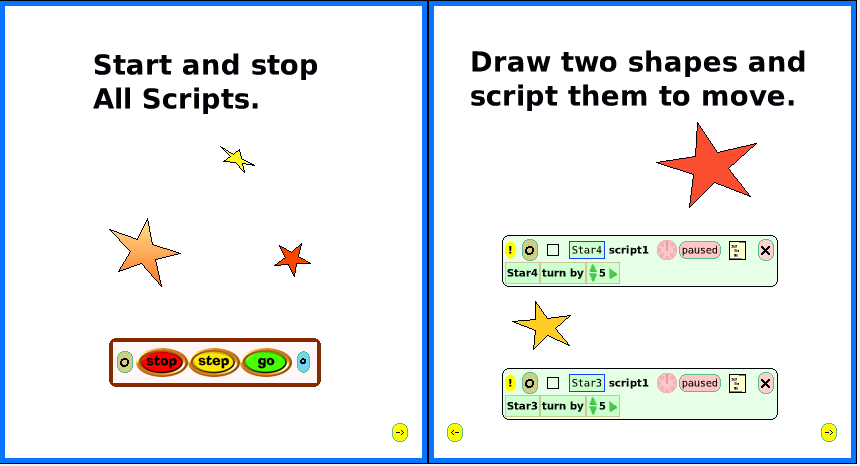 Start and stop
All Scripts.
stop step go
Draw two shapes and
script them to move.
! Star4 script1 paused
Star4 turn by 5
! Star3 script1 paused
Star3 turn by 5